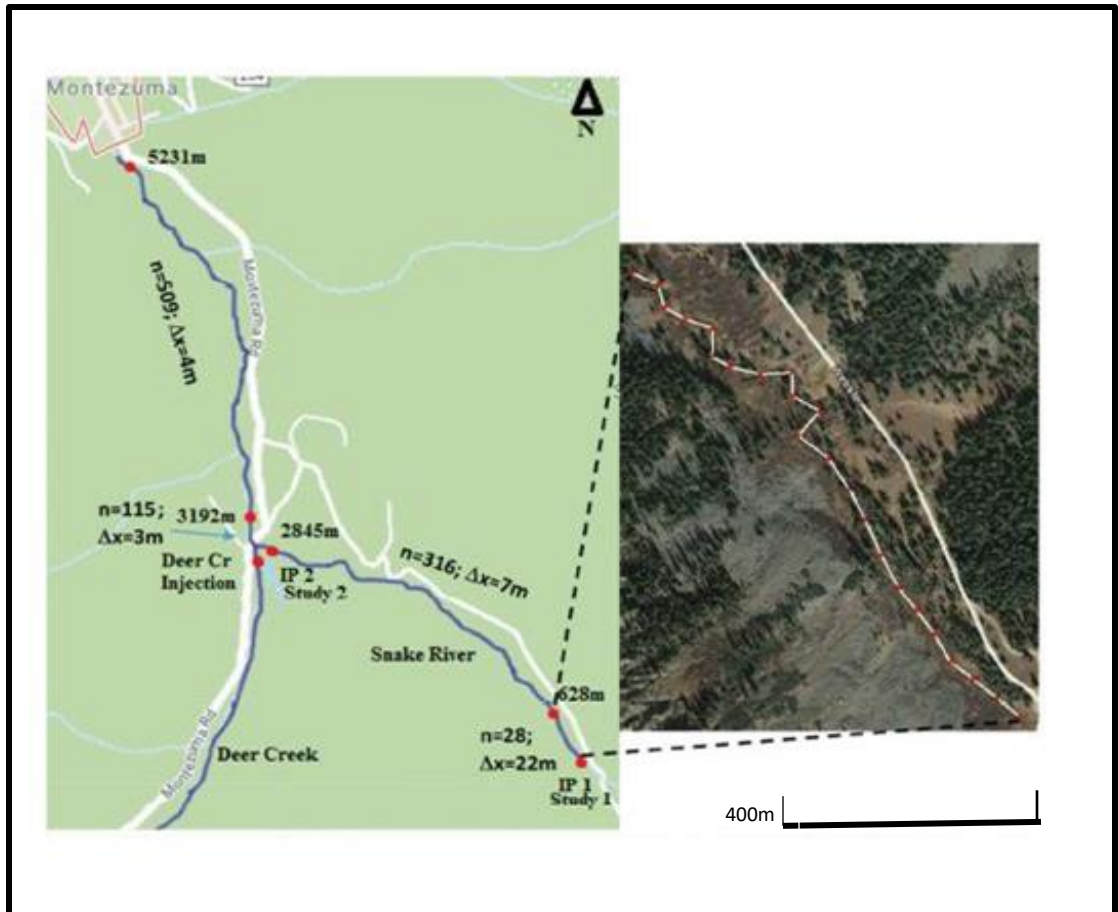 Montezuma
N
5231m
n=509; Δx=4m
Montezuma Rd
n=115;
Δx=3m
3192m
2845m
Deer Cr
Injection
IP 2
Study 2
n=316; Δx=7m
Snake River
628m
n=28;
Δx=22m
IP 1
Study 1
Deer Creek
Montezuma Rd
400m